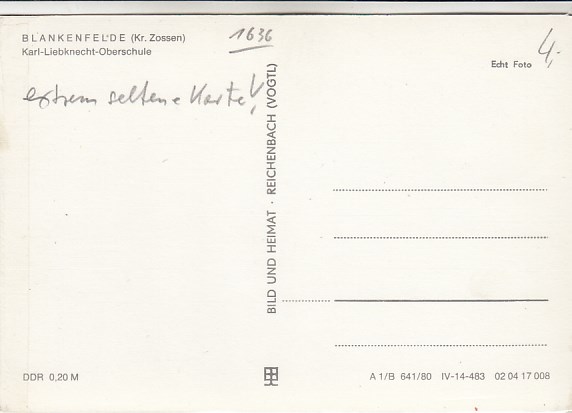 BLANKENFELDE (Kr. Zossen)
Karl-Liebknecht-Oberschule
1636
Echt Foto
4,-
extrem seltene Karte!
BILD UND HEIMAT · REICHENBACH (VOGTL)
DDR 0,20 M
A 1/B 641/80 IV-14-483 02 04 17 008